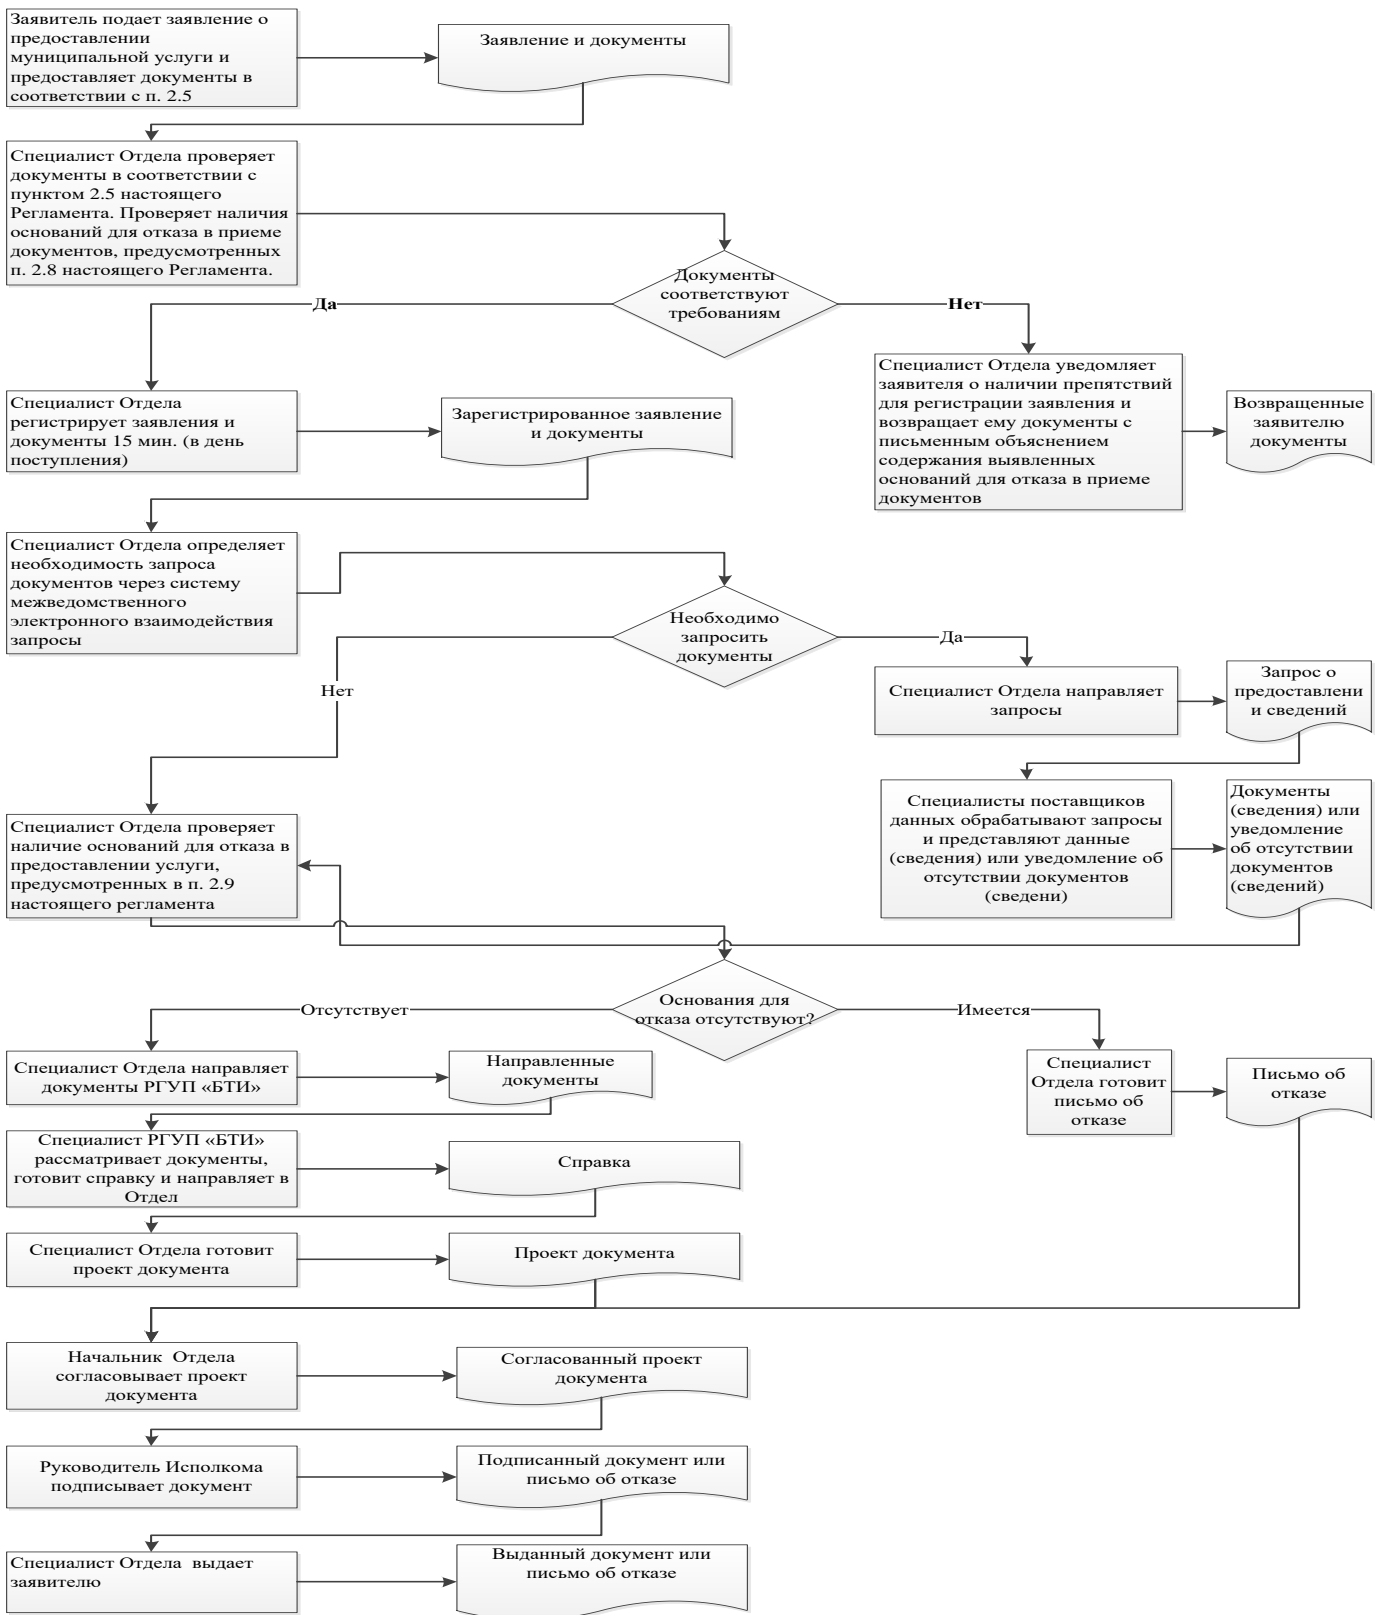 Заявитель подает заявление о
предоставлении
муниципальной услуги и
предоставляет документы в
соответствии с п. 2.5
Заявление и документы
Специалист Отдела проверяет
документы в соответствии с
пунктом 2.5 настоящего
Регламента. Проверяет наличия
оснований для отказа в приеме
документов, предусмотренных
п. 2.8 настоящего Регламента.
Документы
соответствуют
требованиям
Да
Нет
Специалист Отдела
регистрирует заявления и
документы 15 мин. (в день
поступления)
Зарегистрированное заявление
и документы
Специалист Отдела уведомляет
заявителя о наличии препятствий
для регистрации заявления и
возвращает ему документы с
письменным объяснением
содержания выявленных
оснований для отказа в приеме
документов
Возвращенные
заявителю
документы
Специалист Отдела определяет
необходимость запроса
документов через систему
межведомственного
электронного взаимодействия
запросы
Необходимо
запросить
документы
Да
Нет
Специалист Отдела направляет
запросы
Запрос о
предоставлени
и сведений
Специалисты поставщиков
данных обрабатывают запросы
и представляют данные
(сведения) или уведомление об
отсутствии документов
(сведени)
Документы
(сведения) или
уведомление
об отсутствии
документов
(сведений)
Специалист Отдела проверяет
наличие оснований для отказа в
предоставлении услуги,
предусмотренных в п. 2.9
настоящего регламента
Основания для
отказа отсутствуют?
Отсутствует
Имеется
Специалист Отдела направляет
документы РГУП «БТИ»
Направленные
документы
Специалист
Отдела готовит
письмо об
отказе
Письмо об
отказе
Специалист РГУП «БТИ»
рассматривает документы,
готовит справку и направляет в
Отдел
Справка
Специалист Отдела готовит
проект документа
Проект документа
Начальник  Отдела
согласовывает проект
документа
Согласованный проект
документа
Руководитель Исполкома
подписывает документ
Подписанный документ или
письмо об отказе
Специалист Отдела  выдает
заявителю
Выданный документ или
письмо об отказе